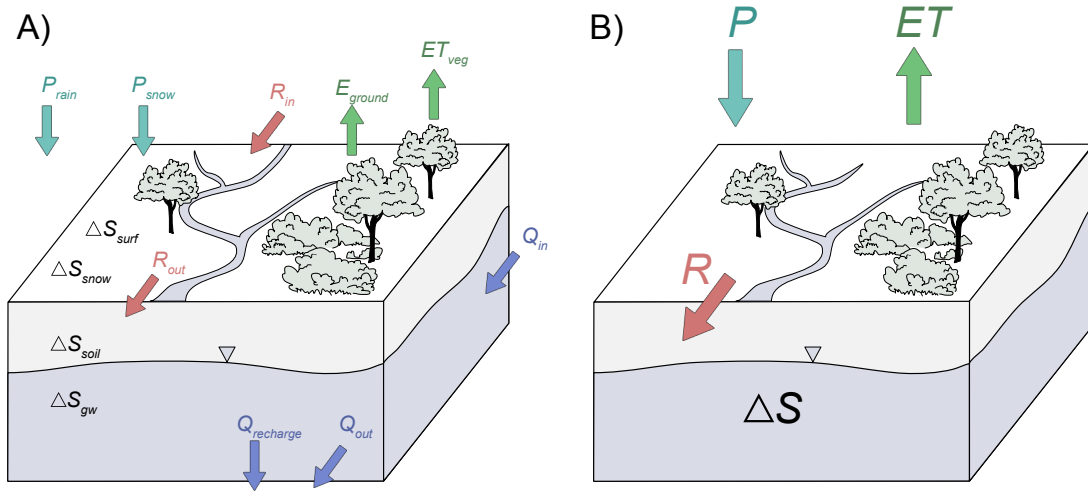 A)
P_rain
P_snow
R_in
E_ground
ET_veg
△S_surf
△S_snow
R_out
Q_in
△S_soil
△S_gw
Q_recharge
Q_out
B)
P
ET
R
△S